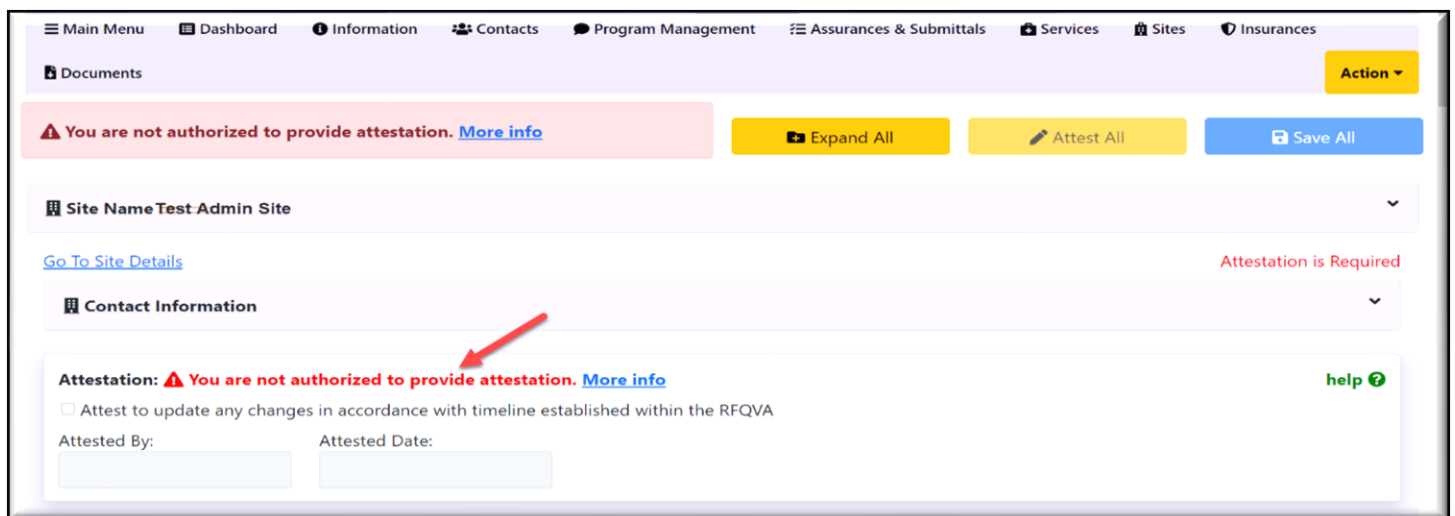 Main Menu Dashboard Information Contacts Program Management Assurances & Submittals Services Sites Insurances
Documents Action
You are not authorized to provide attestation. More info Expand All Attest All Save All
Site Name Test Admin Site
Go To Site Details Attestation is Required
Contact Information
Attestation: You are not authorized to provide attestation. More info help
Attest to update any changes in accordance with timeline established within the RFQVA
Attested By: Attested Date: